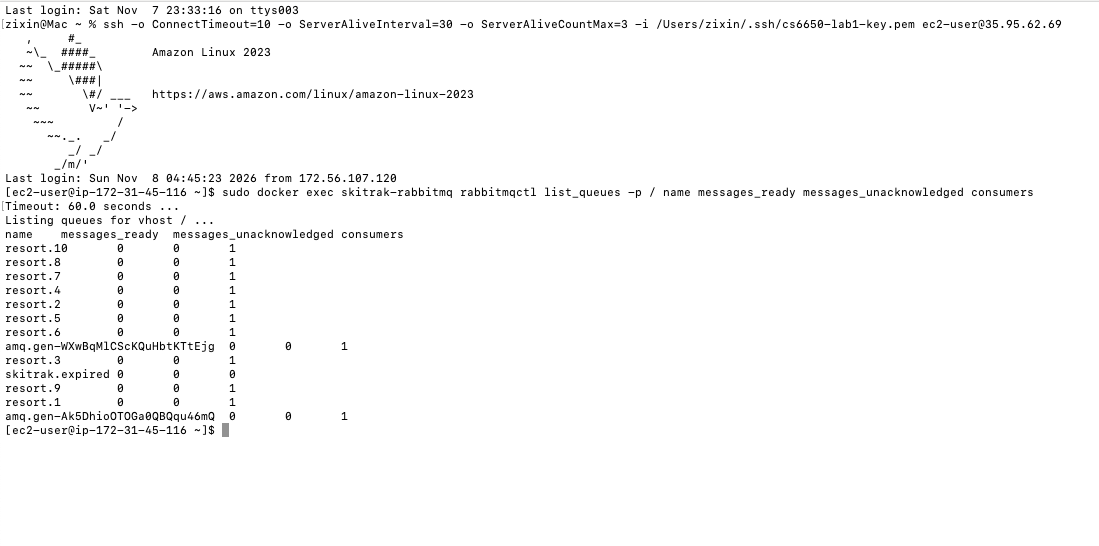 Last login: Sat Nov  7 23:33:16 on ttys003
zixin@Mac ~ % ssh -o ConnectTimeout=10 -o ServerAliveInterval=30 -o ServerAliveCountMax=3 -i /Users/zixin/.ssh/cs6650-lab1-key.pem ec2-user@35.95.62.69
   ,     #_
   ~\_  ####_        Amazon Linux 2023
  ~~  \_#####\
  ~~     \###|
  ~~       \#/ ___   https://aws.amazon.com/linux/amazon-linux-2023
   ~~       V~' '->
    ~~~         /
      ~~._.   _/
         _/ _/
       _/m/'
Last login: Sun Nov  8 04:45:23 2026 from 172.56.107.120
[ec2-user@ip-172-31-45-116 ~]$ sudo docker exec skitrak-rabbitmq rabbitmqctl list_queues -p / name messages_ready messages_unacknowledged consumers
Timeout: 60.0 seconds ...
Listing queues for vhost / ...
name	messages_ready	messages_unacknowledged	consumers
resort.10	0	0	1
resort.8	0	0	1
resort.7	0	0	1
resort.4	0	0	1
resort.2	0	0	1
resort.5	0	0	1
resort.6	0	0	1
amq.gen-WXwBqMlCScKQuHbtKTtEjg	0	0	1
resort.3	0	0	1
skitrak.expired	0	0	0
resort.9	0	0	1
resort.1	0	0	1
amq.gen-Ak5DhioOTOGa0QBQqu46mQ	0	0	1
[ec2-user@ip-172-31-45-116 ~]$